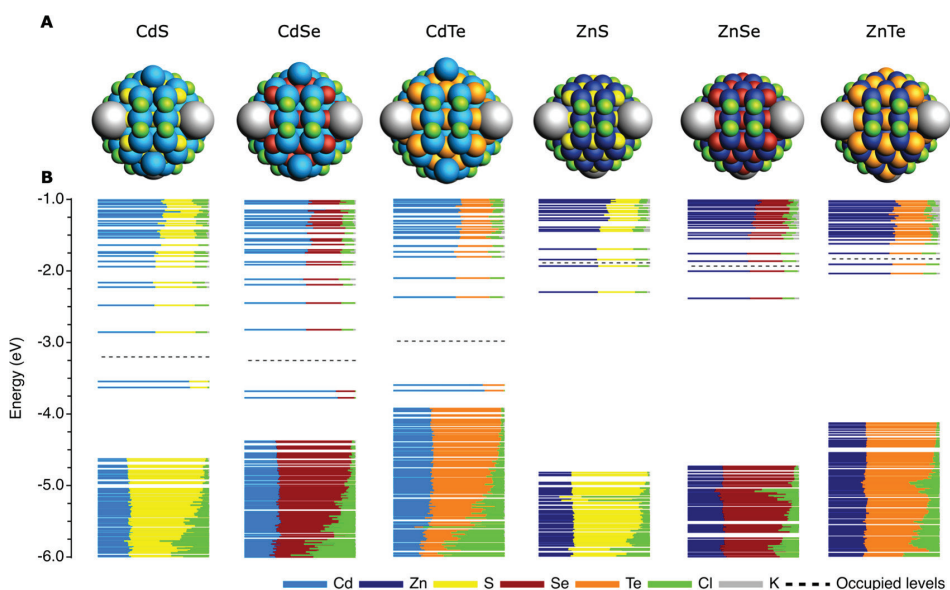 A
CdS CdSe CdTe ZnS ZnSe ZnTe
B
Energy (eV)
-1.0
-2.0
-3.0
-4.0
-5.0
-6.0
Cd Zn S Se Te Cl K Occupied levels